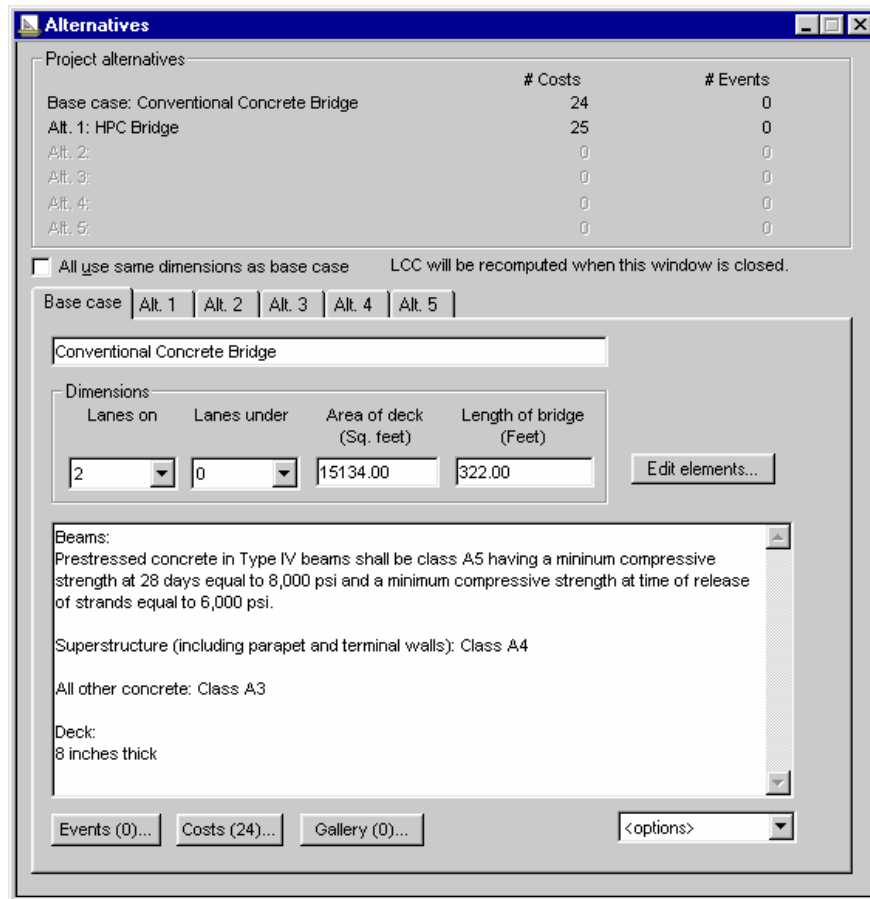 Alternatives
Project alternatives
# Costs # Events
Base case: Conventional Concrete Bridge 24 0
Alt. 1: HPC Bridge 25 0
Alt. 2: 0 0
Alt. 3: 0 0
Alt. 4: 0 0
Alt. 5: 0 0
All use same dimensions as base case LCC will be recomputed when this window is closed.
Base case Alt. 1 Alt. 2 Alt. 3 Alt. 4 Alt. 5
Conventional Concrete Bridge
Dimensions
Lanes on Lanes under Area of deck Length of bridge
(Sq. feet) (Feet)
2 0 15134.00 322.00 Edit elements...
Beams:
Prestressed concrete in Type IV beams shall be class A5 having a mininum compressive
strength at 28 days equal to 8,000 psi and a minimum compressive strength at time of release
of strands equal to 6,000 psi.
Superstructure (including parapet and terminal walls): Class A4
All other concrete: Class A3
Deck:
8 inches thick
Events (0)... Costs (24)... Gallery (0)... <options>